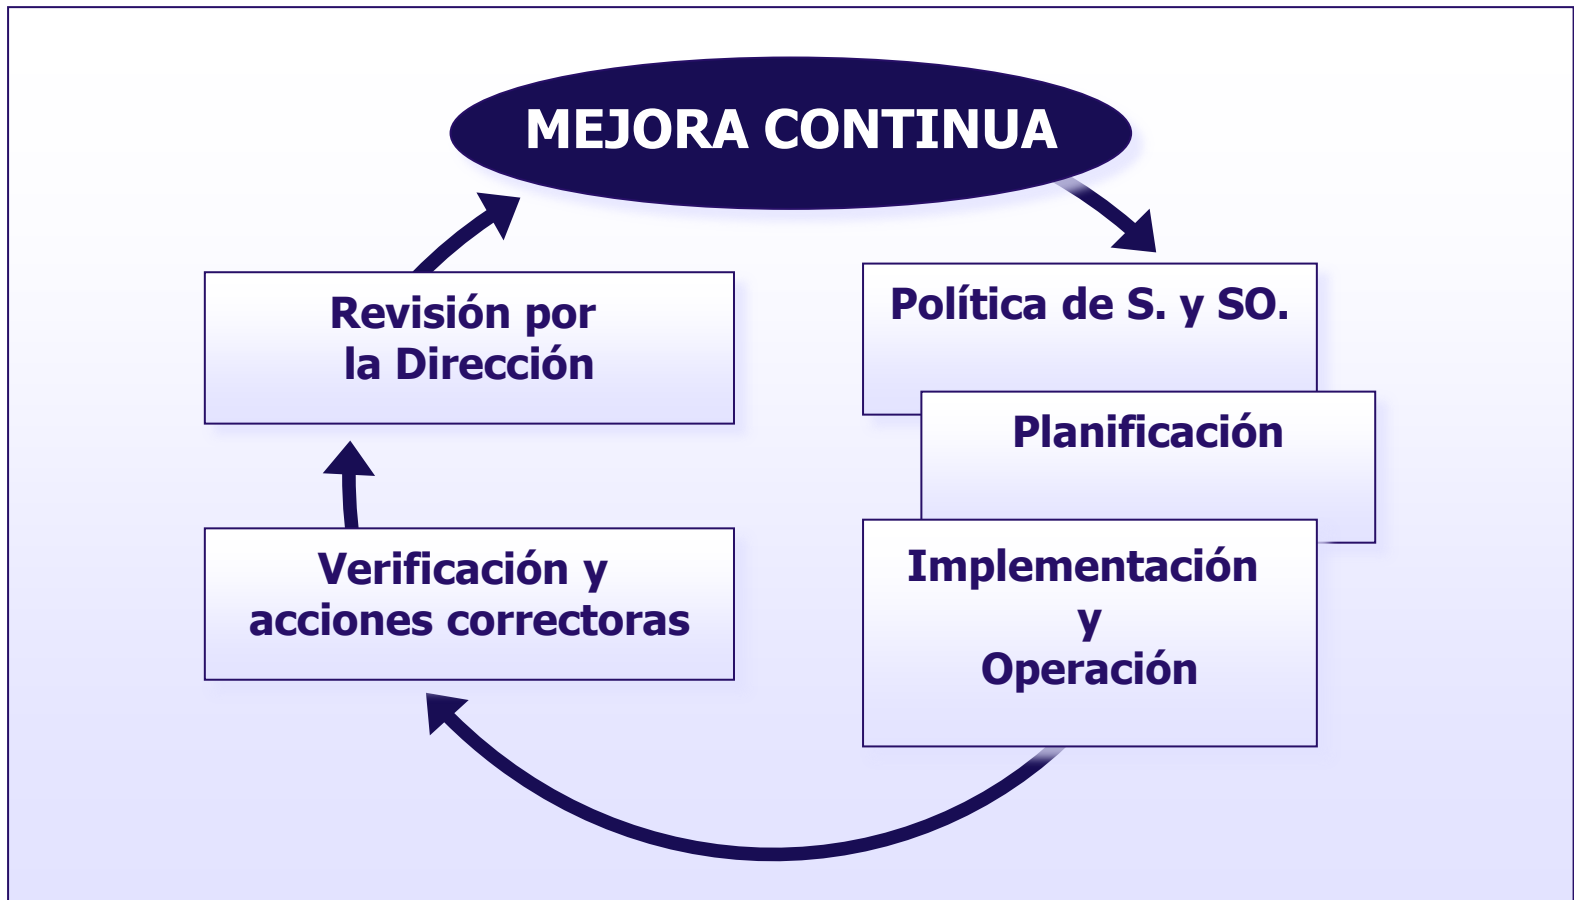 MEJORA CONTINUA
Política de S. y SO.
Planificación
Implementación
y
Operación
Verificación y
acciones correctoras
Revisión por
la Dirección